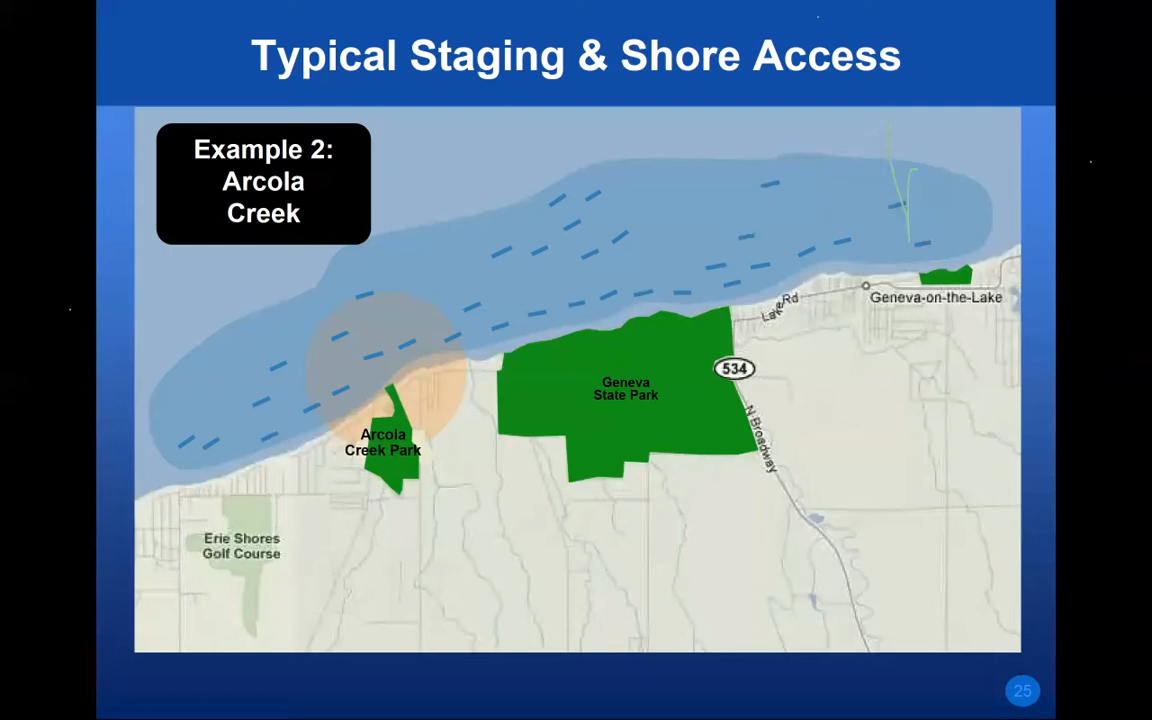 Typical Staging & Shore Access
Example 2:
Arcola
Creek
Geneva-on-the-Lake
Lake Rd
534
Geneva
State Park
N Broadway
Arcola
Creek Park
Erie Shores
Golf Course
25